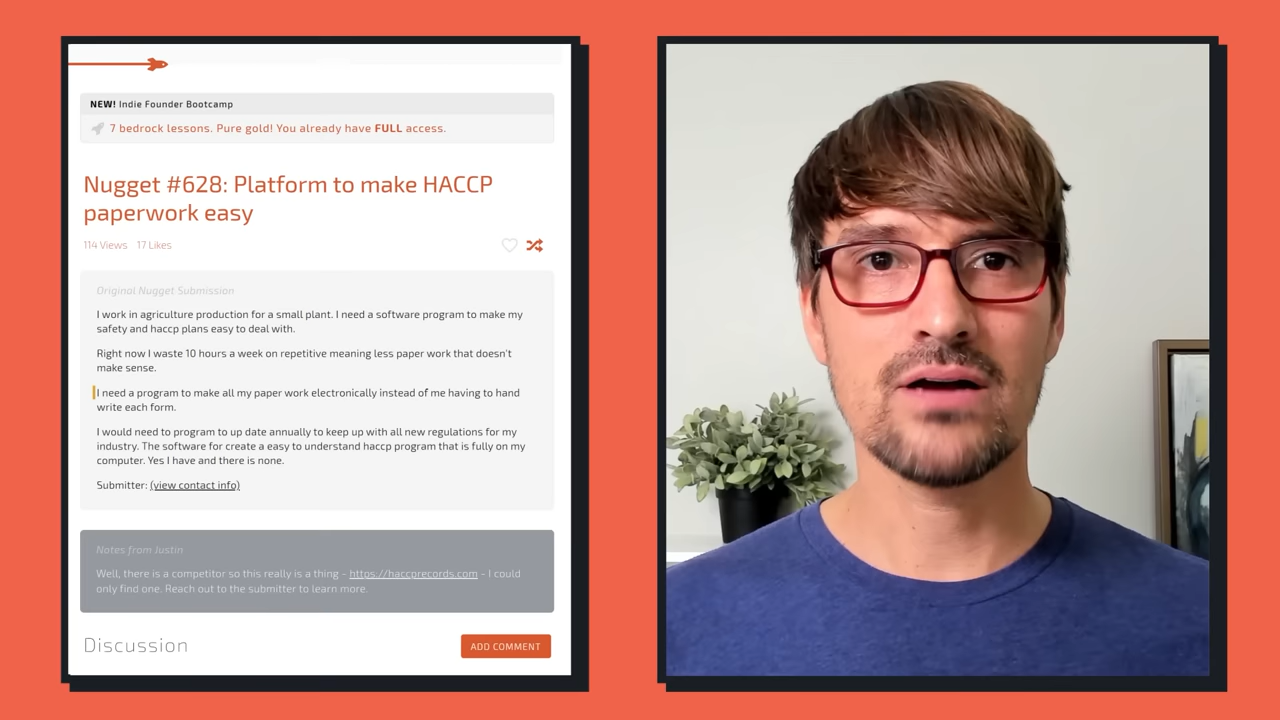 NEW! Indie Founder Bootcamp
7 bedrock lessons. Pure gold! You already have FULL access.
Nugget #628: Platform to make HACCP
paperwork easy
114 Views 17 Likes
Original Nugget Submission
I work in agriculture production for a small plant. I need a software program to make my
safety and haccp plans easy to deal with.
Right now I waste 10 hours a week on repetitive meaning less paper work that doesn't
make sense.
I need a program to make all my paper work electronically instead of me having to hand
write each form.
I would need to program to up date annually to keep up with all new regulations for my
industry. The software for create a easy to understand haccp program that is fully on my
computer. Yes I have and there is none.
Submitter: (view contact info)
Notes from Justin
Well, there is a competitor so this really is a thing - https://haccprecords.com - I could
only find one. Reach out to the submitter to learn more.
Discussion
ADD COMMENT